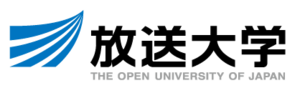 放送大学
THE OPEN UNIVERSITY OF JAPAN